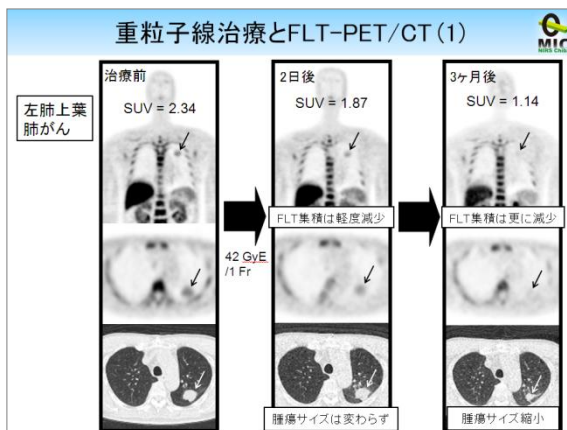 重粒子線治療とFLT-PET/CT(1)
MIC
NIRS Chiba
左肺上葉
肺がん
治療前
SUV = 2.34
2日後
SUV = 1.87
3ヶ月後
SUV = 1.14
FLT集積は軽度減少
FLT集積は更に減少
42 GyE
/1 Fr
腫瘍サイズは変わらず
腫瘍サイズ縮小